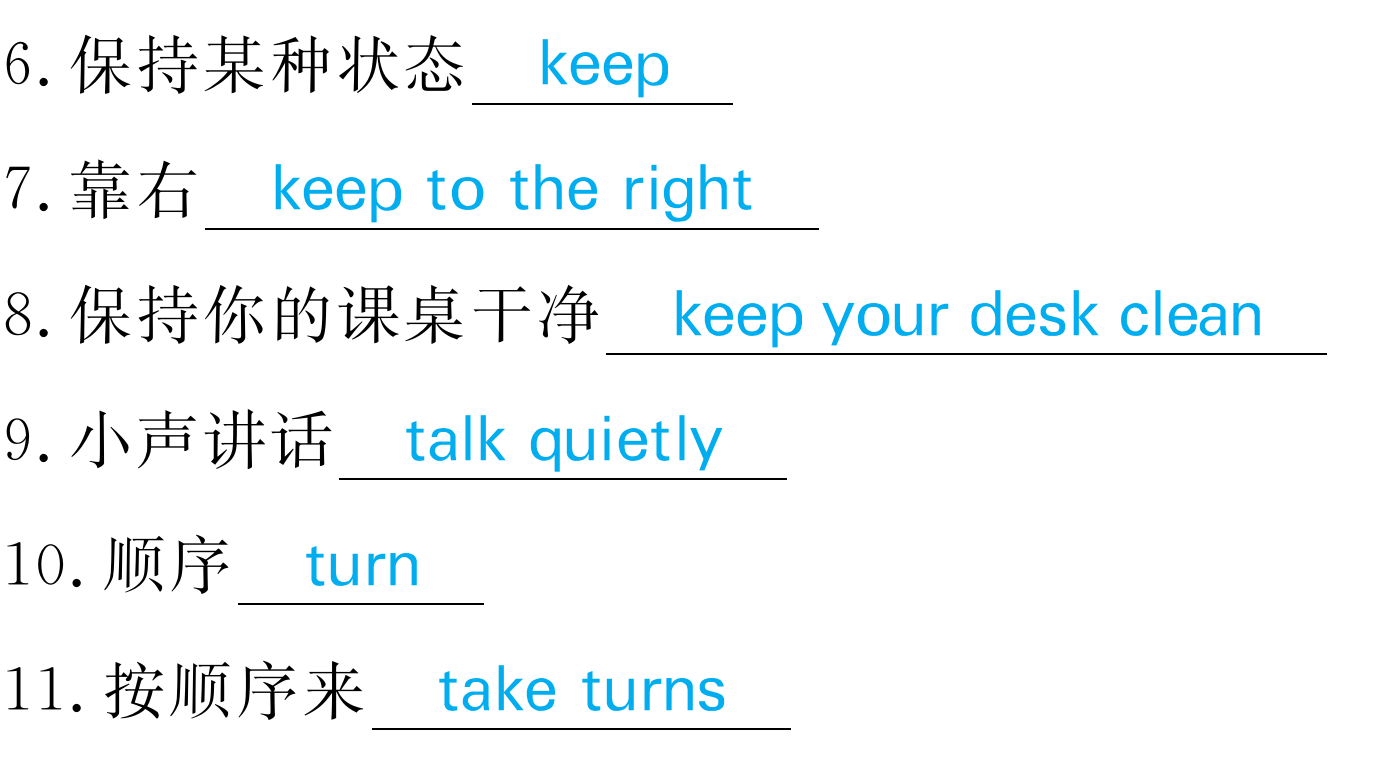 6. 保持某种状态 keep
7. 靠右 keep to the right
8. 保持你的课桌干净 keep your desk clean
9. 小声讲话 talk quietly
10. 顺序 turn
11. 按顺序来 take turns